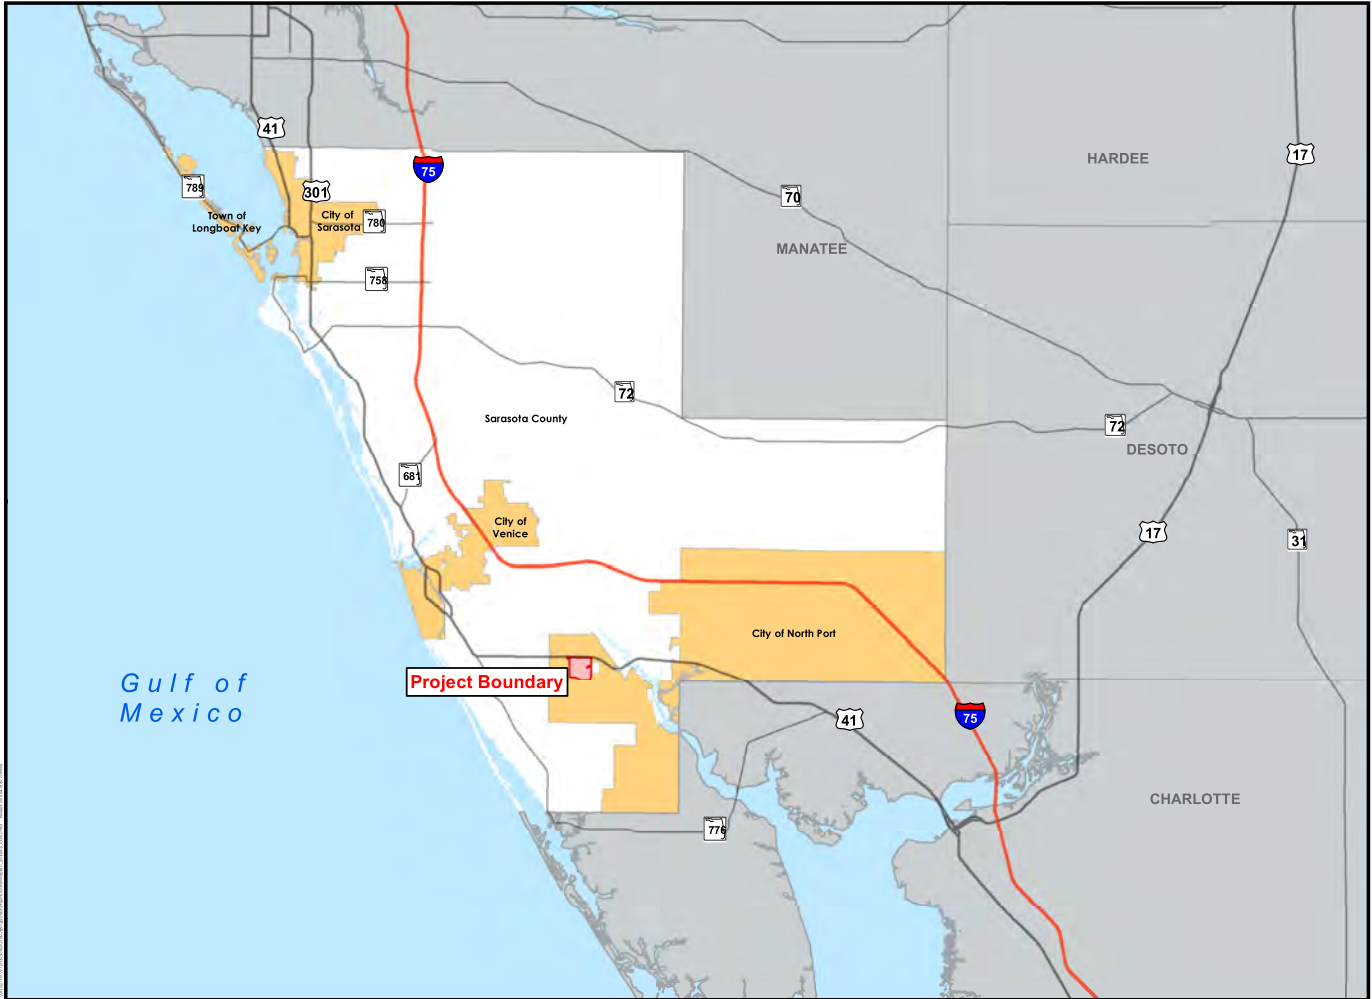 41
HARDEE
17
75
789
301
70
Town of
Longboat Key
City of
Sarasota
780
MANATEE
758
72
Sarasota County
72
DESOTO
681
City of
Venice
17
31
City of North Port
Project Boundary
Gulf of
Mexico
41
75
CHARLOTTE
776